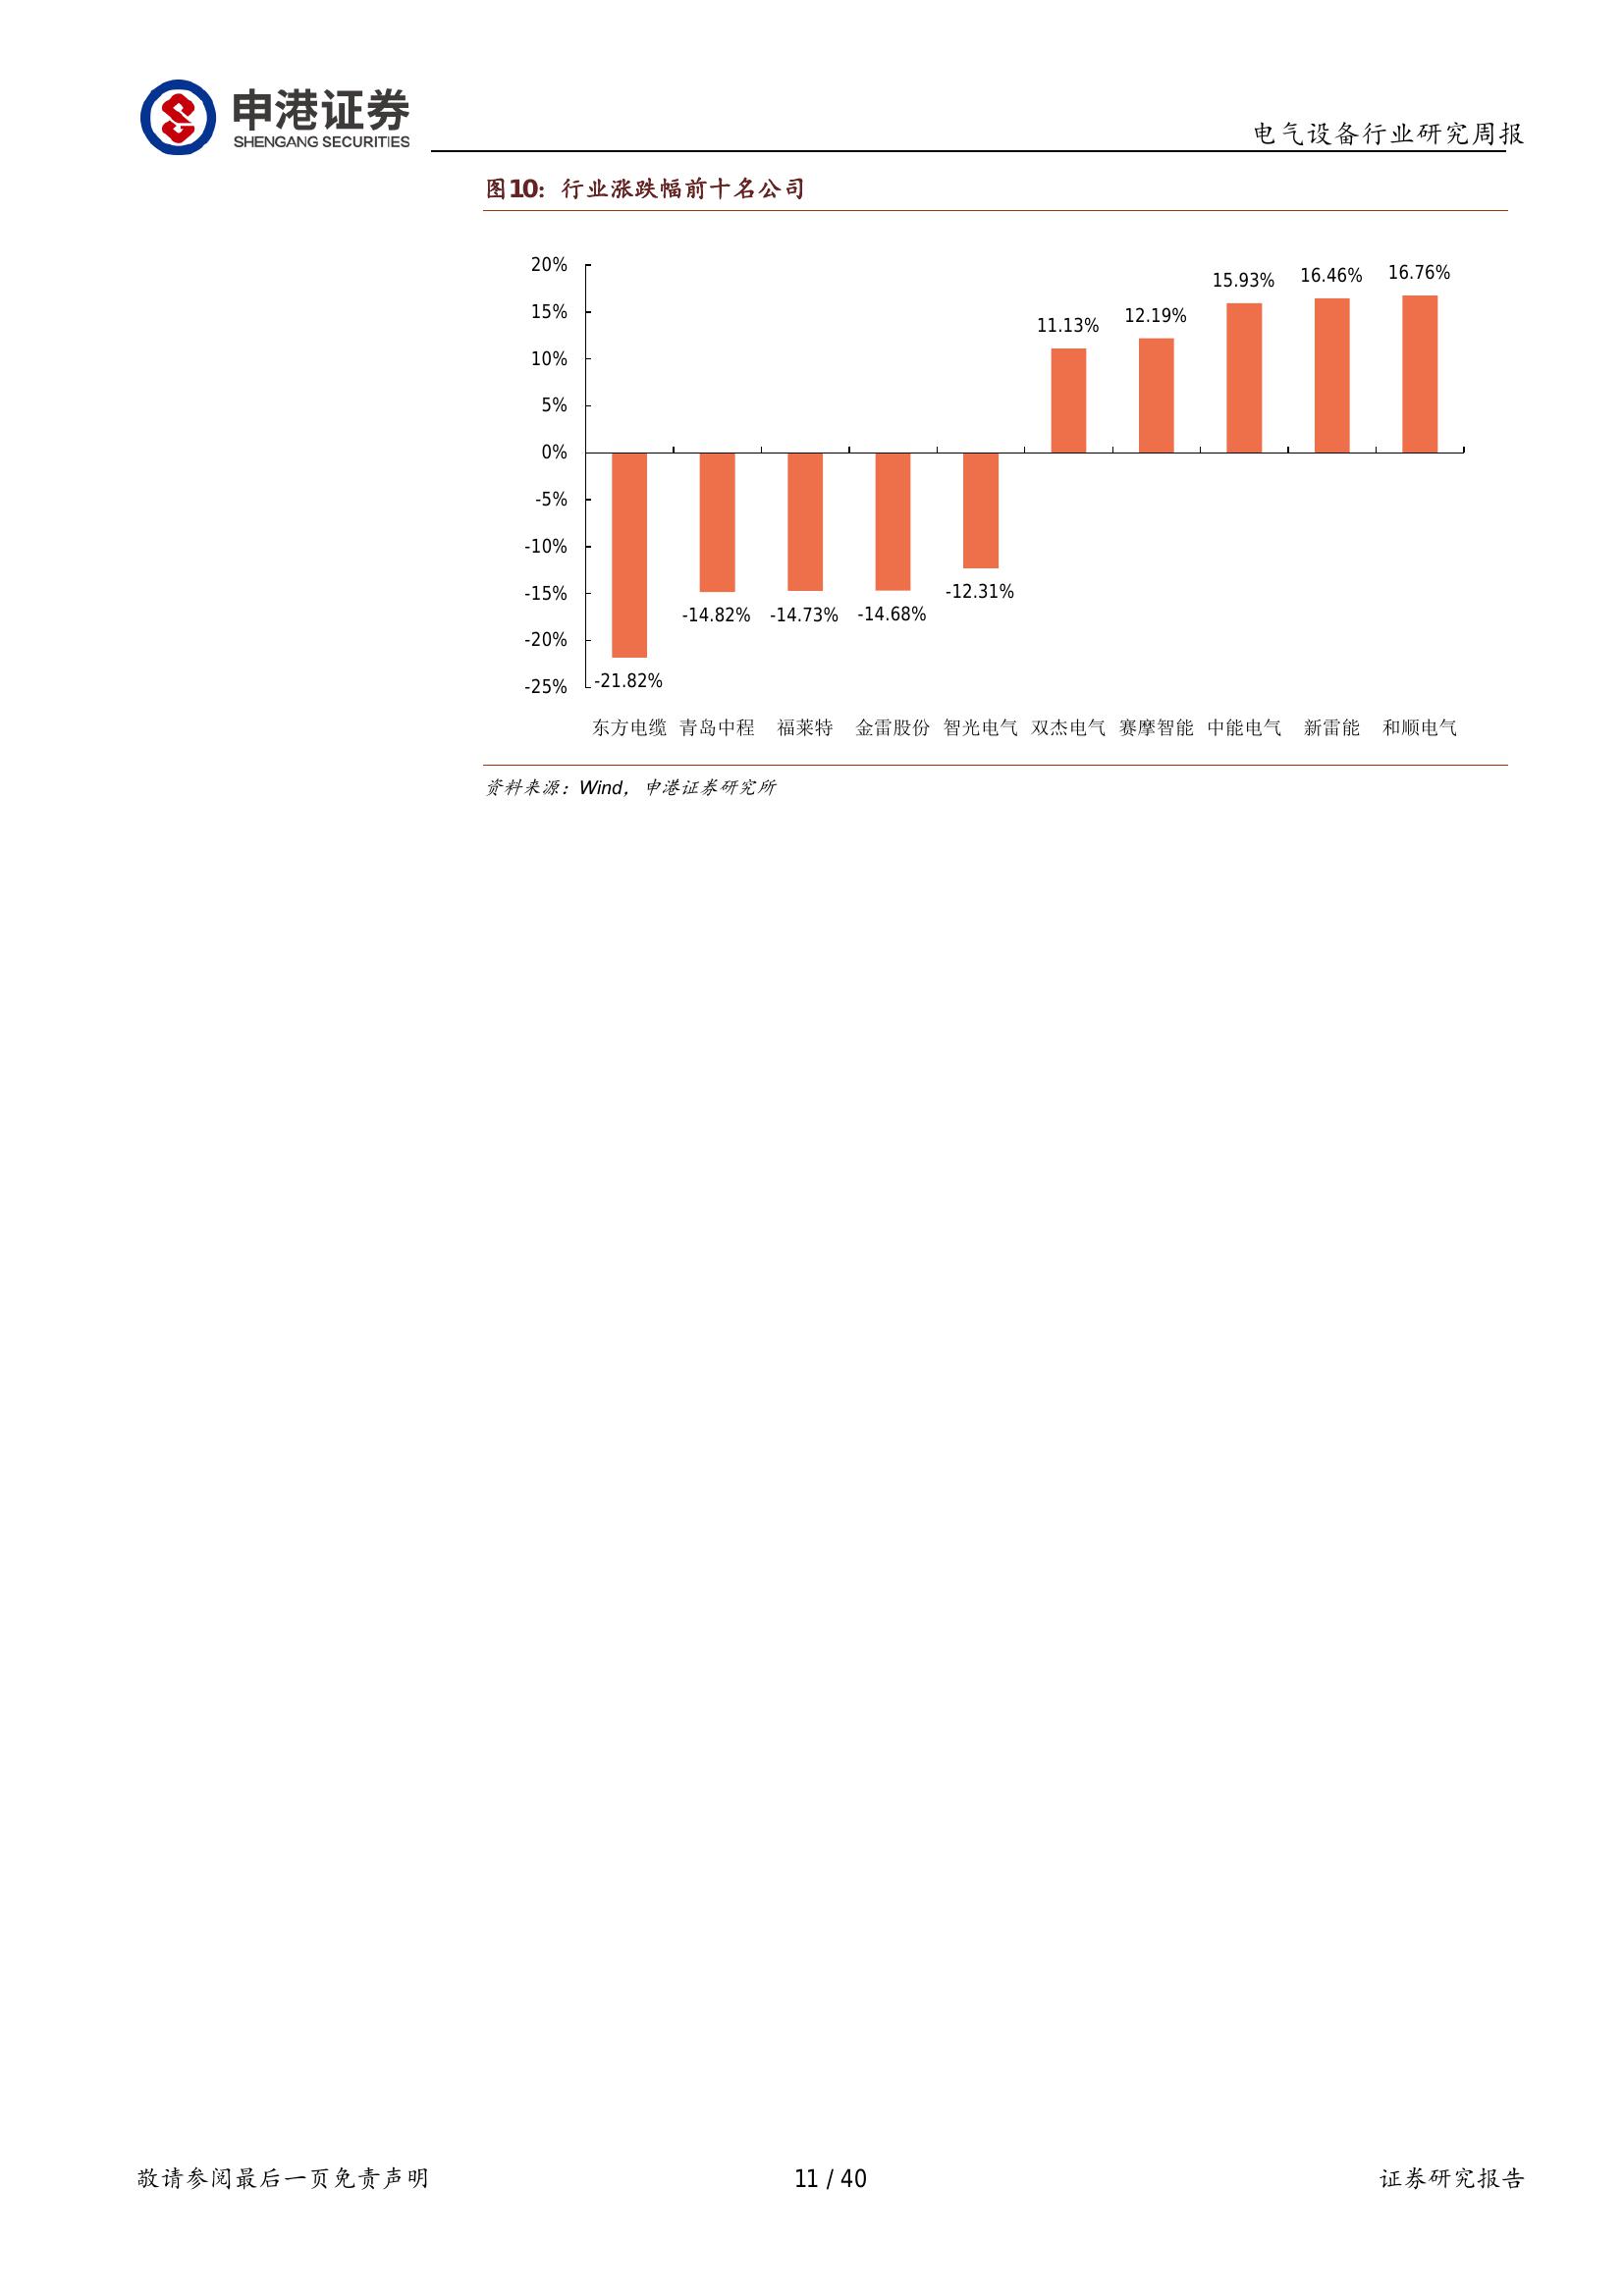 申港证券
SHENGANG SECURITIES
电气设备行业研究周报
图10: 行业涨跌幅前十名公司
20%
15%
10%
5%
0%
-5%
-10%
-15%
-20%
-25%
-21.82%
-14.82%
-14.73%
-14.68%
-12.31%
11.13%
12.19%
15.93%
16.46%
16.76%
东方电缆 青岛中程 福莱特 金雷股份 智光电气 双杰电气 赛摩智能 中能电气 新雷能 和顺电气
资料来源：Wind，申港证券研究所
敬请参阅最后一页免责声明 11 / 40 证券研究报告